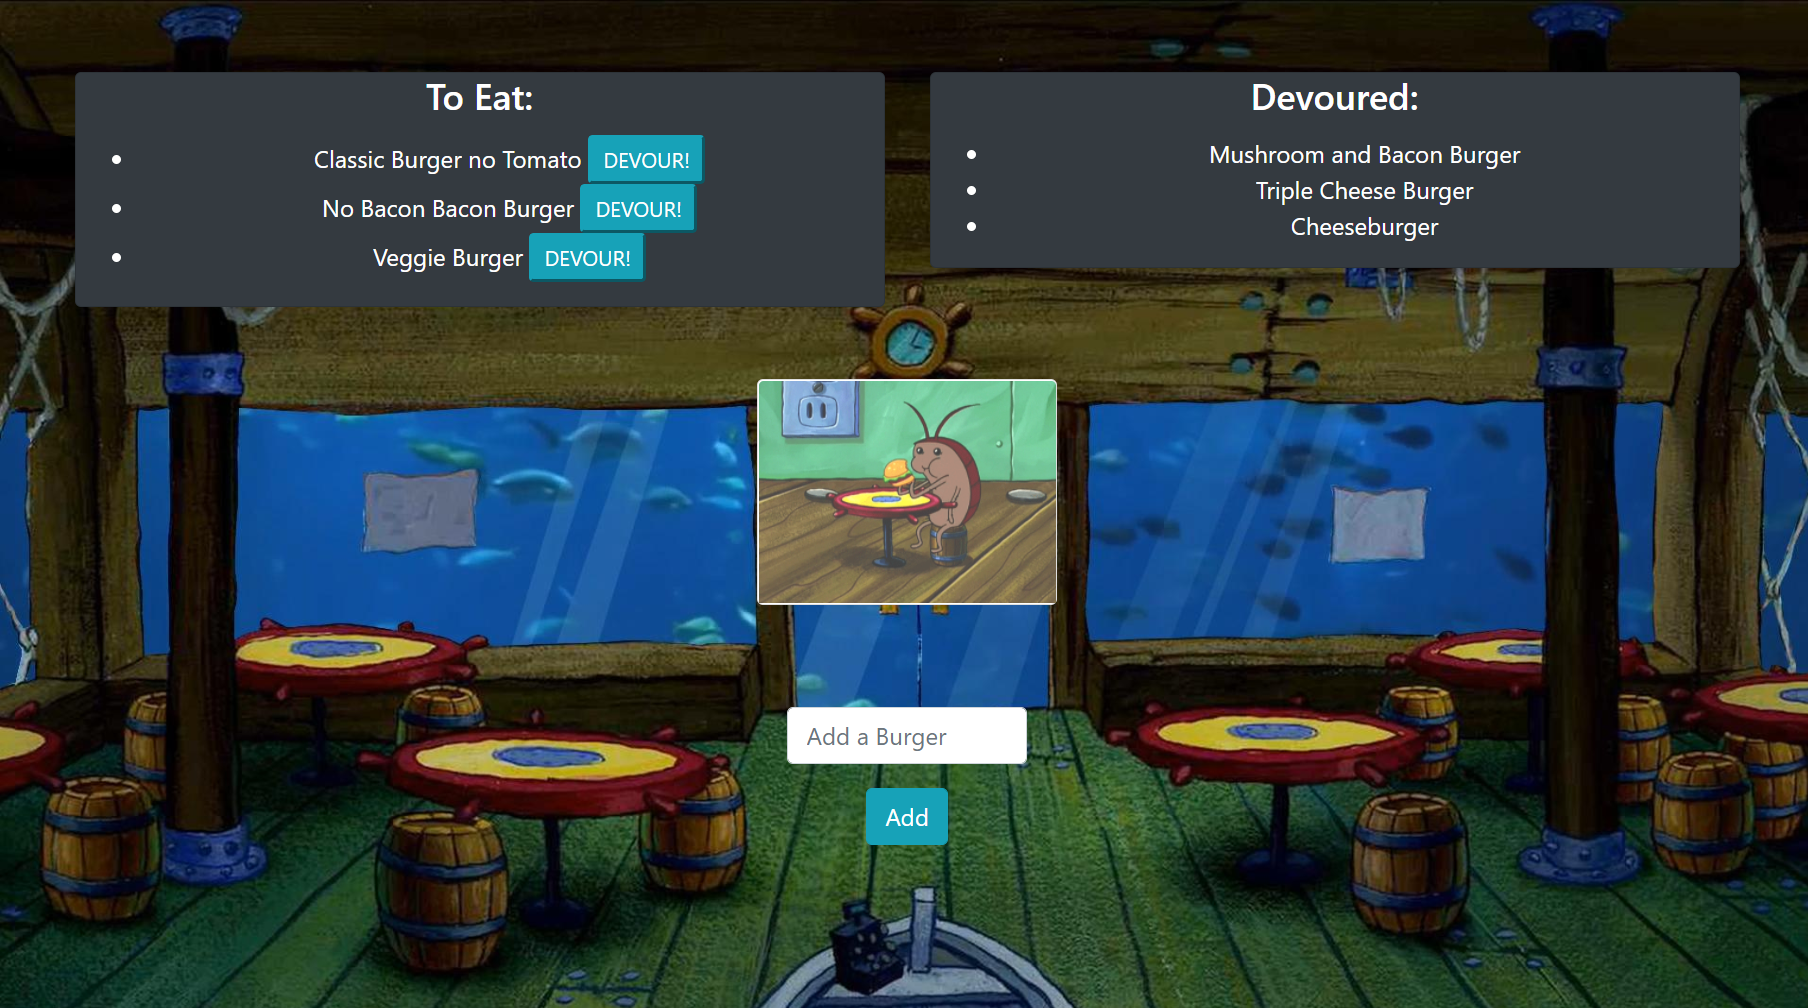 To Eat:
Classic Burger no Tomato DEVOUR!
No Bacon Bacon Burger DEVOUR!
Veggie Burger DEVOUR!
Devoured:
Mushroom and Bacon Burger
Triple Cheese Burger
Cheeseburger
Add a Burger
Add